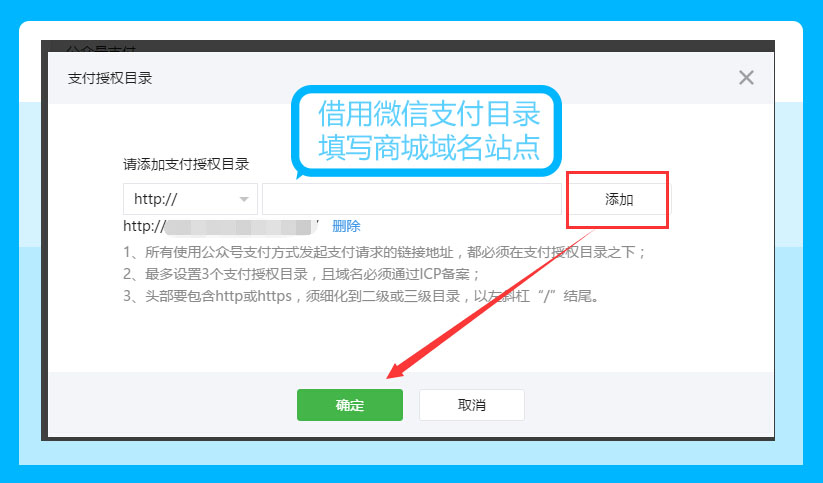 支付授权目录
借用微信支付目录
填写商城域名站点
请添加支付授权目录
http://
添加
http:// / 删除
1、所有使用公众号支付方式发起支付请求的链接地址，都必须在支付授权目录之下；
2、最多设置3个支付授权目录，且域名必须通过ICP备案；
3、头部要包含http或https，须细化到二级或三级目录，以左斜杠“/”结尾。
确定
取消